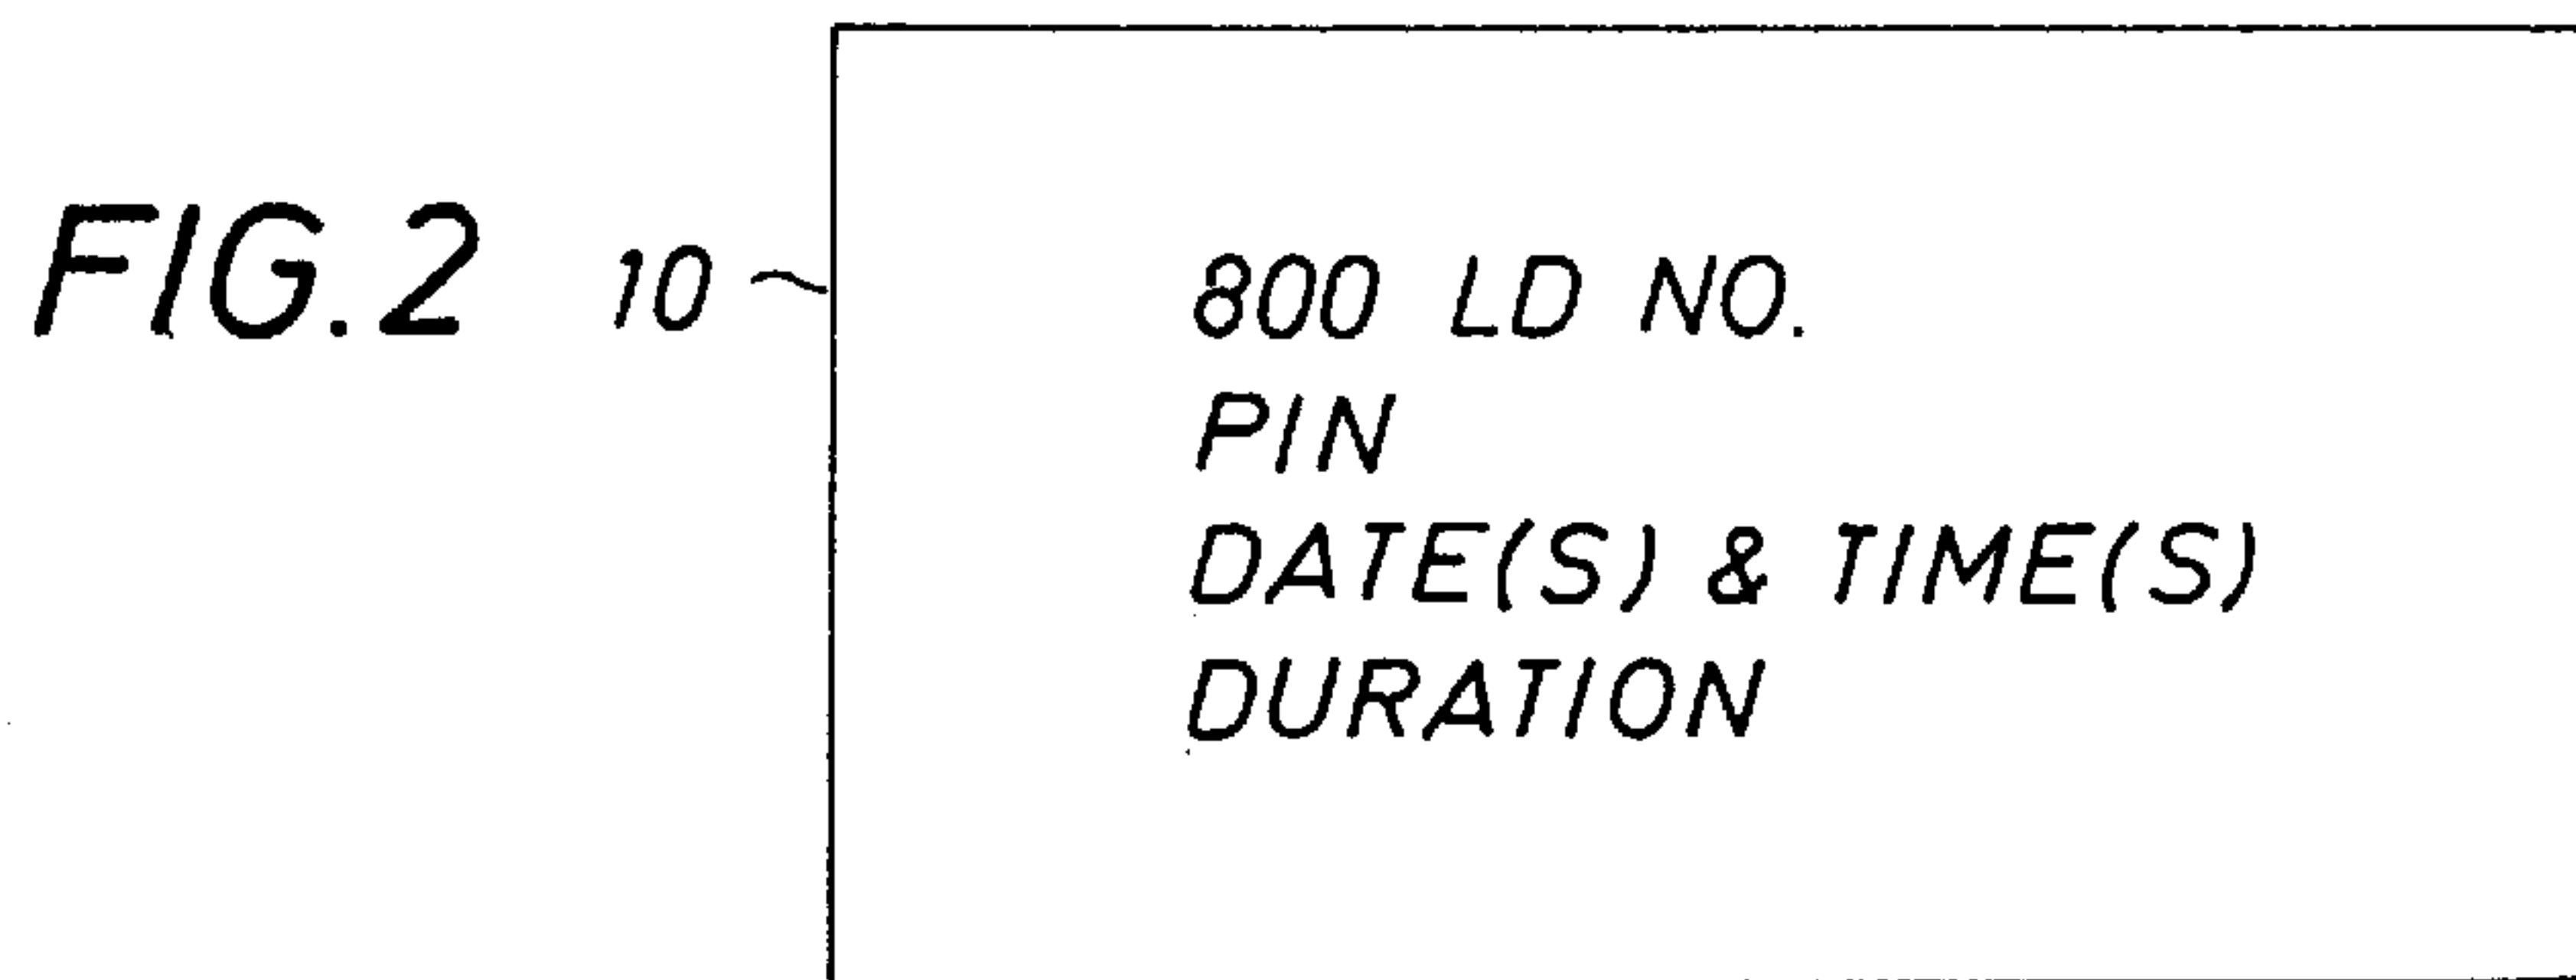 FIG.2
10
800 LD NO.
PIN
DATE(S) & TIME(S)
DURATION